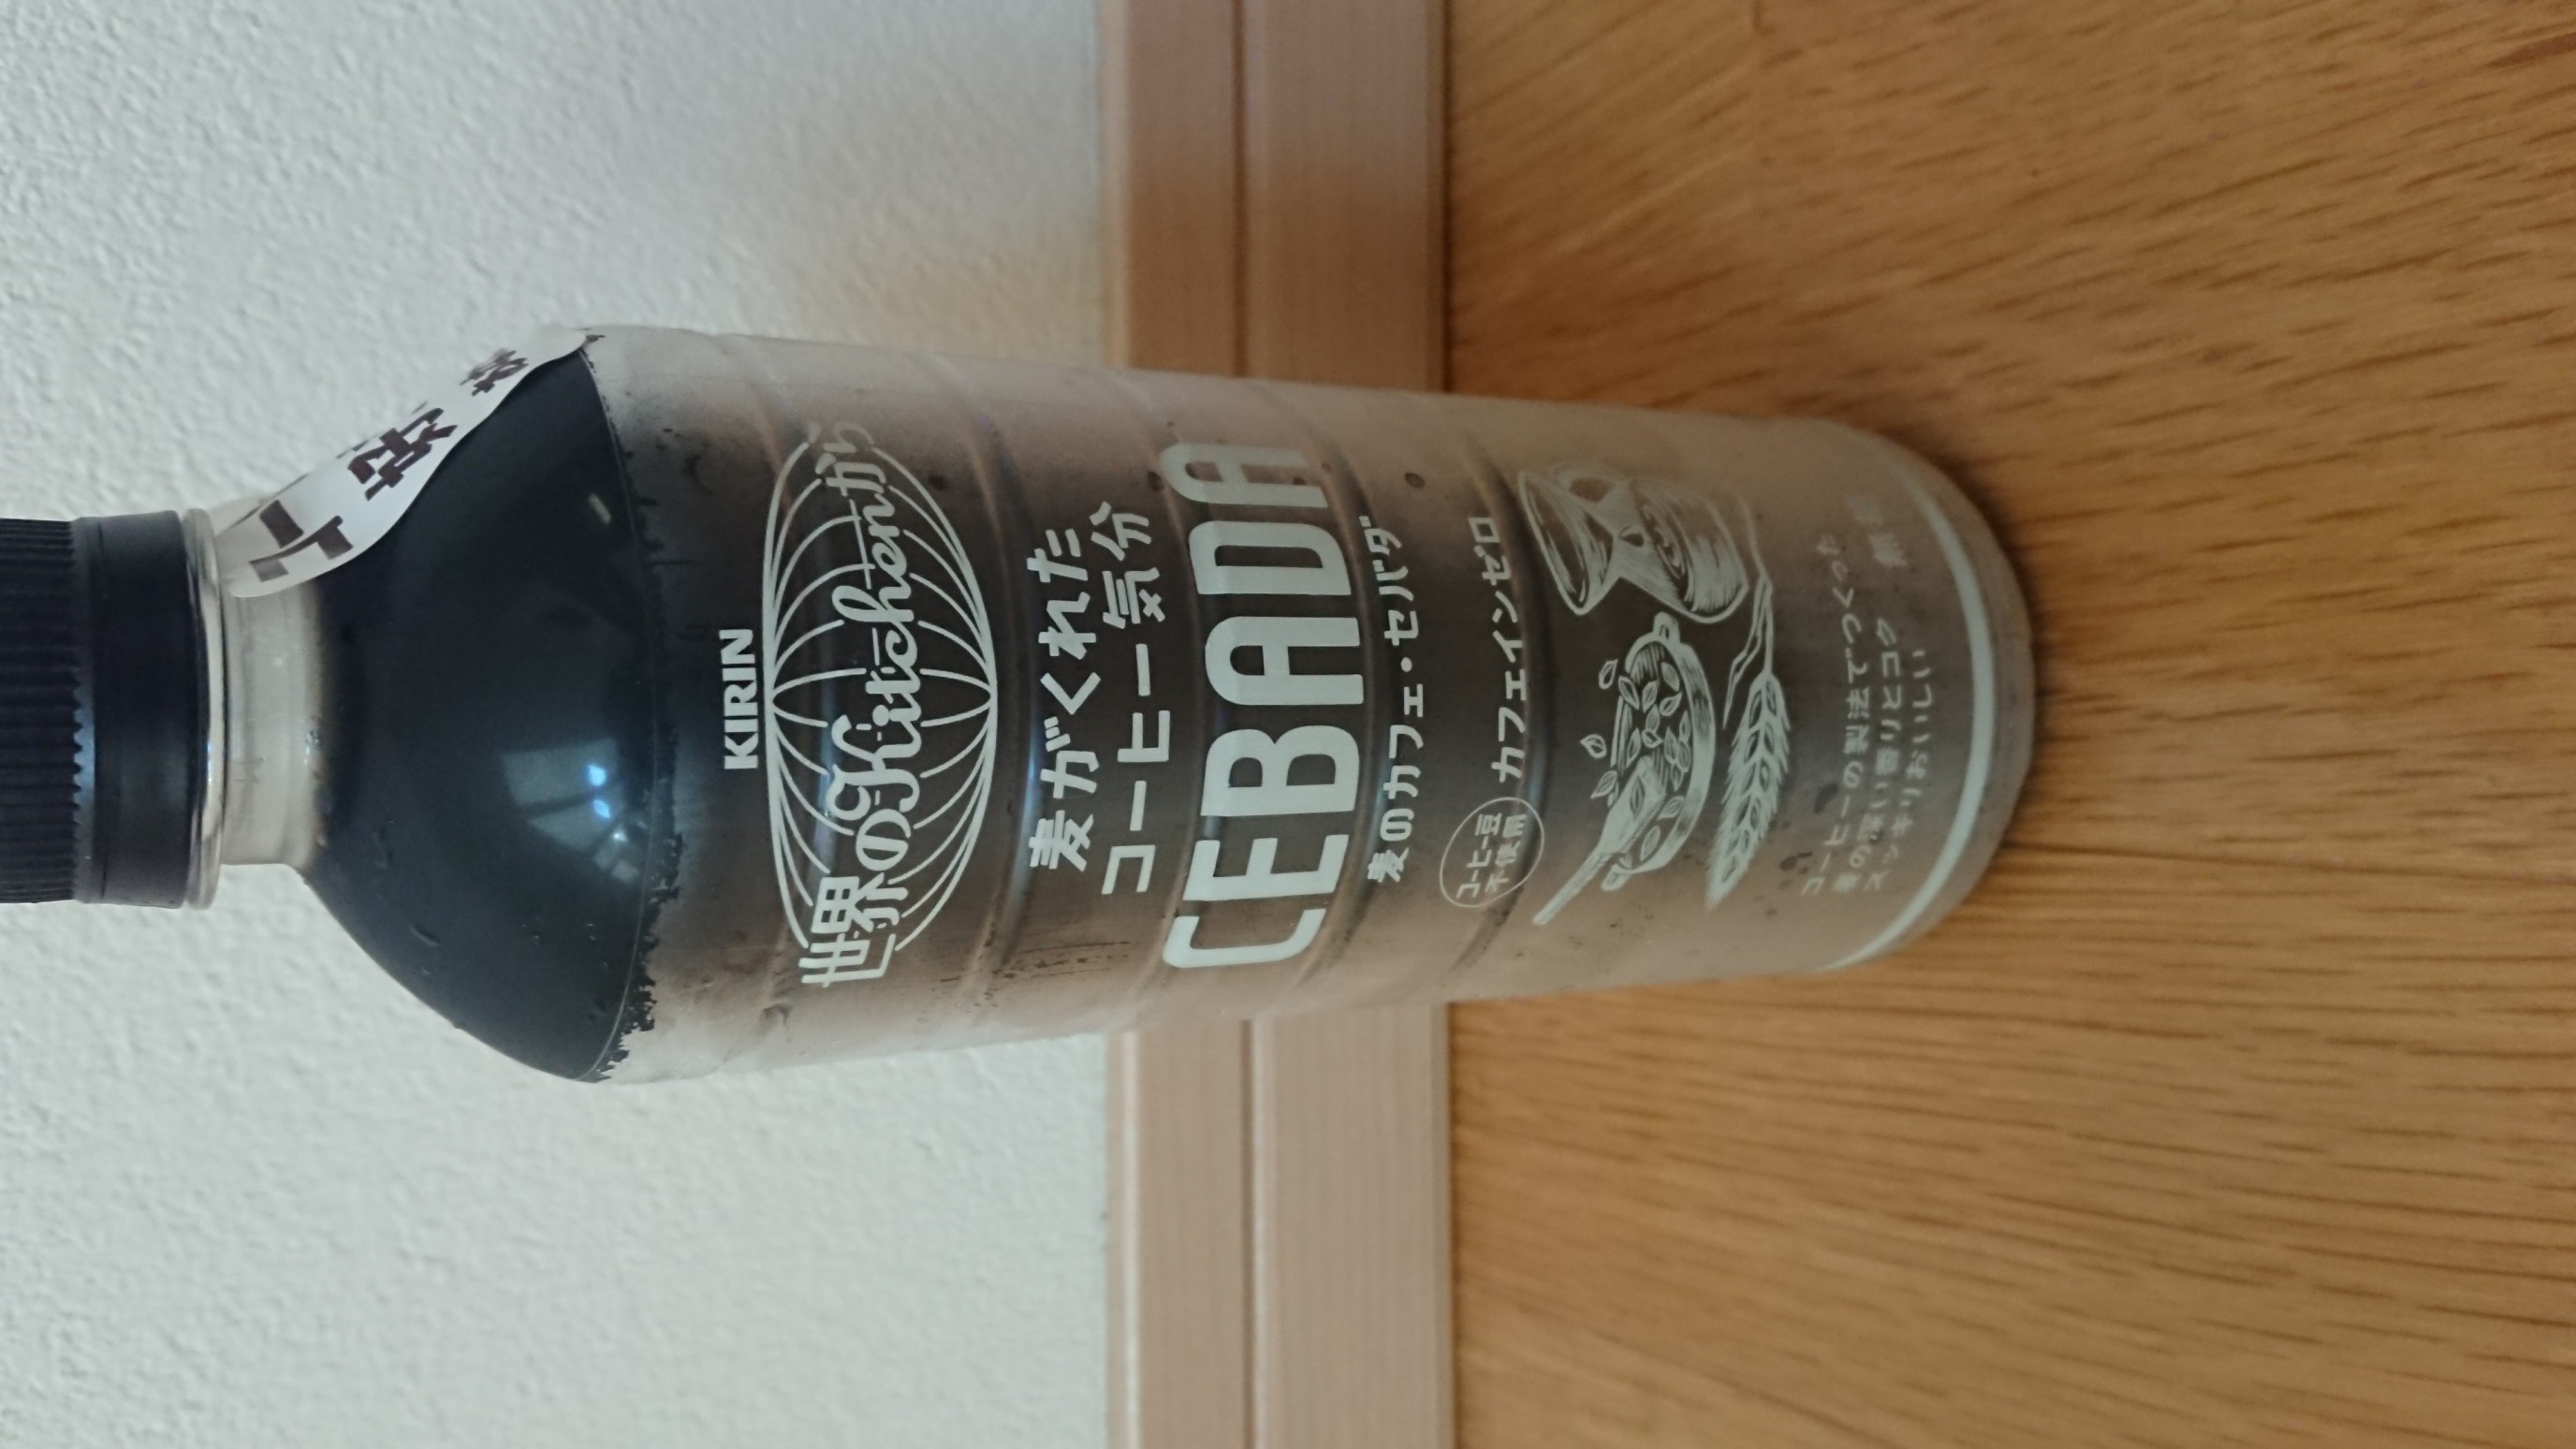 KIRIN
世界のKitchenから
麦がくれた
コーヒー気分
CEBADA
麦のカフェ・セバダ
コーヒー豆
不使用
カフェインゼロ
コーヒーの製法でつくった
麦の深い香りとコク
スッキリおいしい
無糖